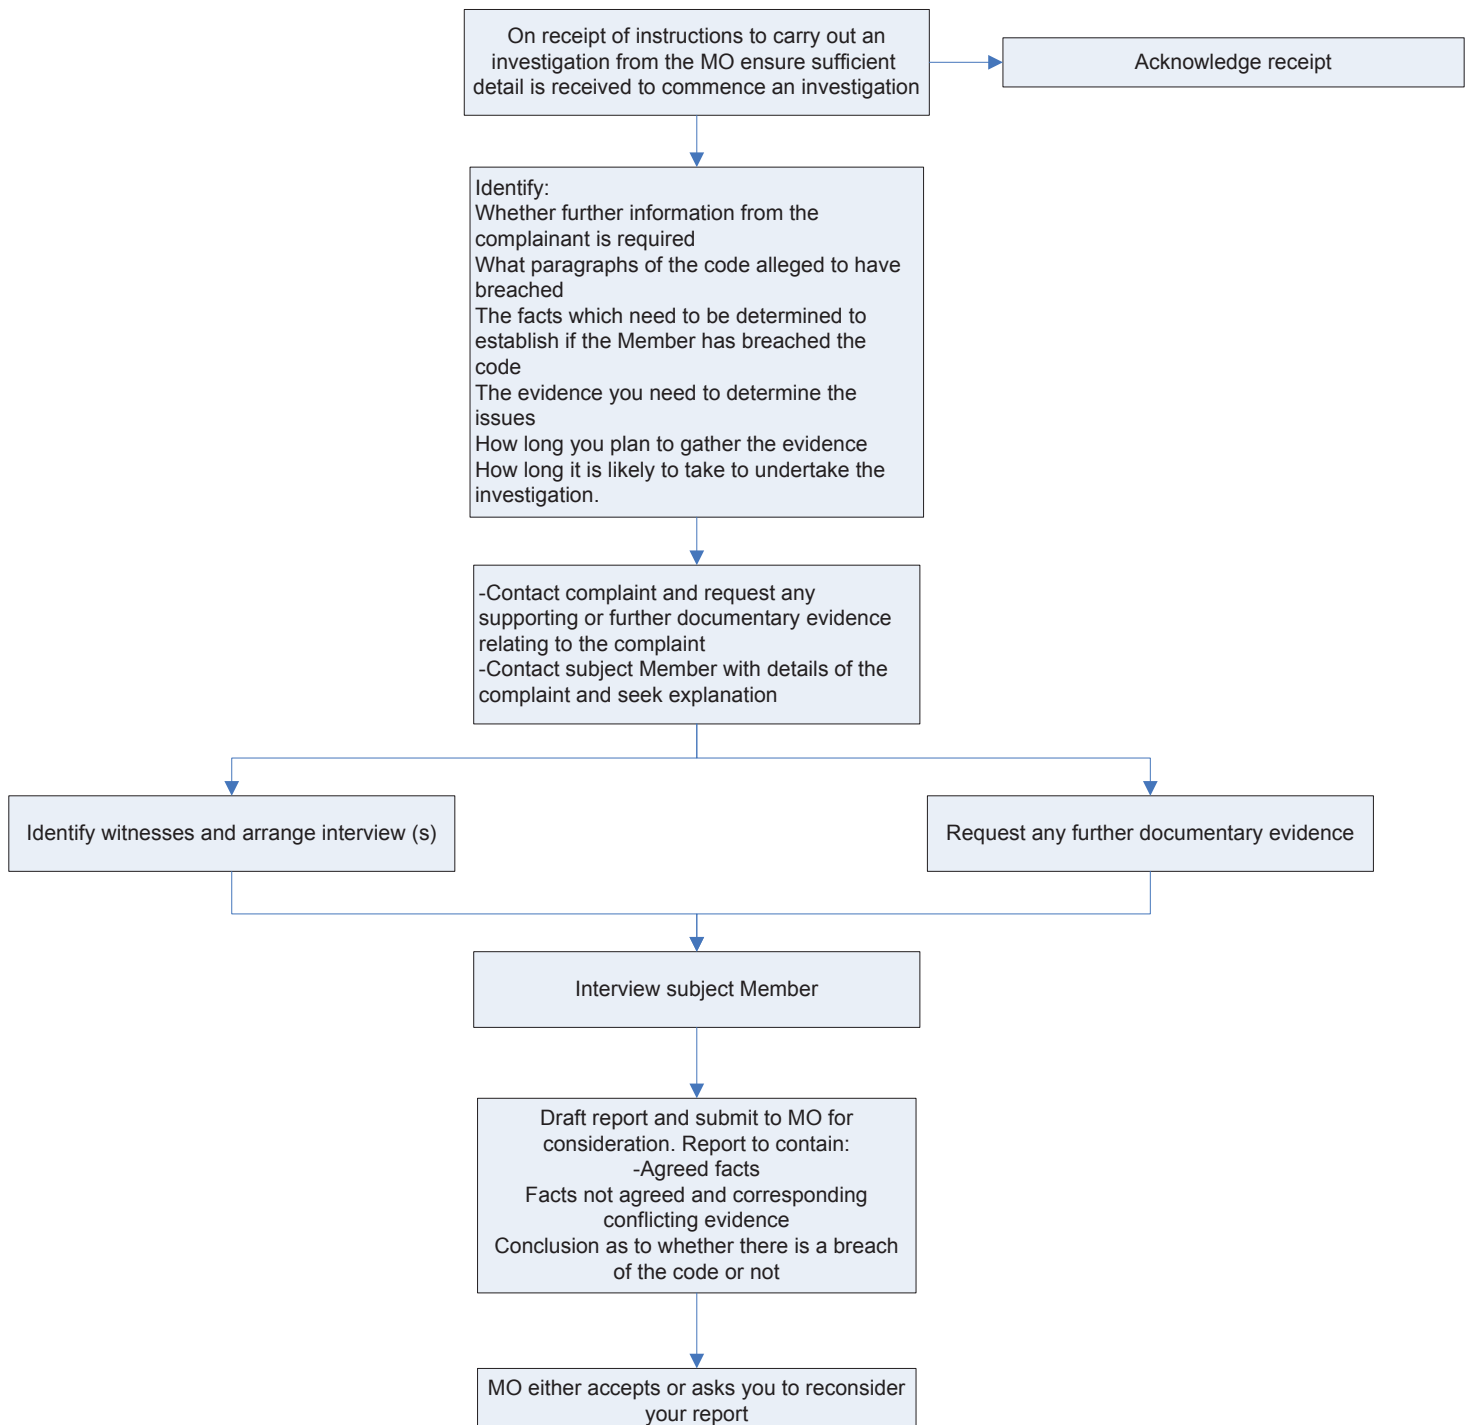 On receipt of instructions to carry out an
investigation from the MO ensure sufficient
detail is received to commence an investigation
Acknowledge receipt
Identify:
Whether further information from the
complainant is required
What paragraphs of the code alleged to have
breached
The facts which need to be determined to
establish if the Member has breached the
code
The evidence you need to determine the
issues
How long you plan to gather the evidence
How long it is likely to take to undertake the
investigation.
-Contact complaint and request any
supporting or further documentary evidence
relating to the complaint
-Contact subject Member with details of the
complaint and seek explanation
Identify witnesses and arrange interview (s)
Request any further documentary evidence
Interview subject Member
Draft report and submit to MO for
consideration. Report to contain:
-Agreed facts
Facts not agreed and corresponding
conflicting evidence
Conclusion as to whether there is a breach
of the code or not
MO either accepts or asks you to reconsider
your report